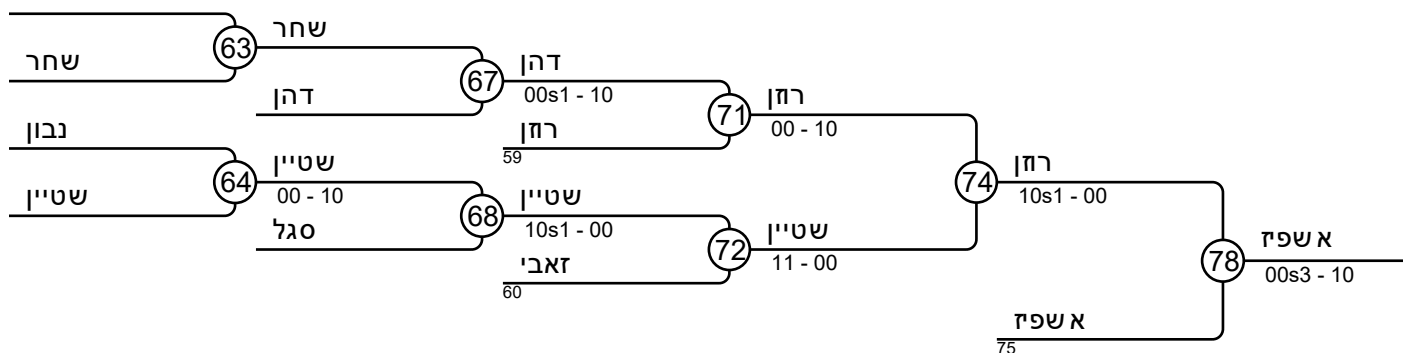 שחר
63
שחר
דהן
67
דהן
00s1 - 10
רוזן
59
71
רוזן
00 - 10
נבון
שטיין
64
שטיין
00 - 10
סגל
68
שטיין
10s1 - 00
זאבי
60
72
שטיין
11 - 00
74
רוזן
10s1 - 00
אשפיז
75
78
אשפיז
00s3 - 10